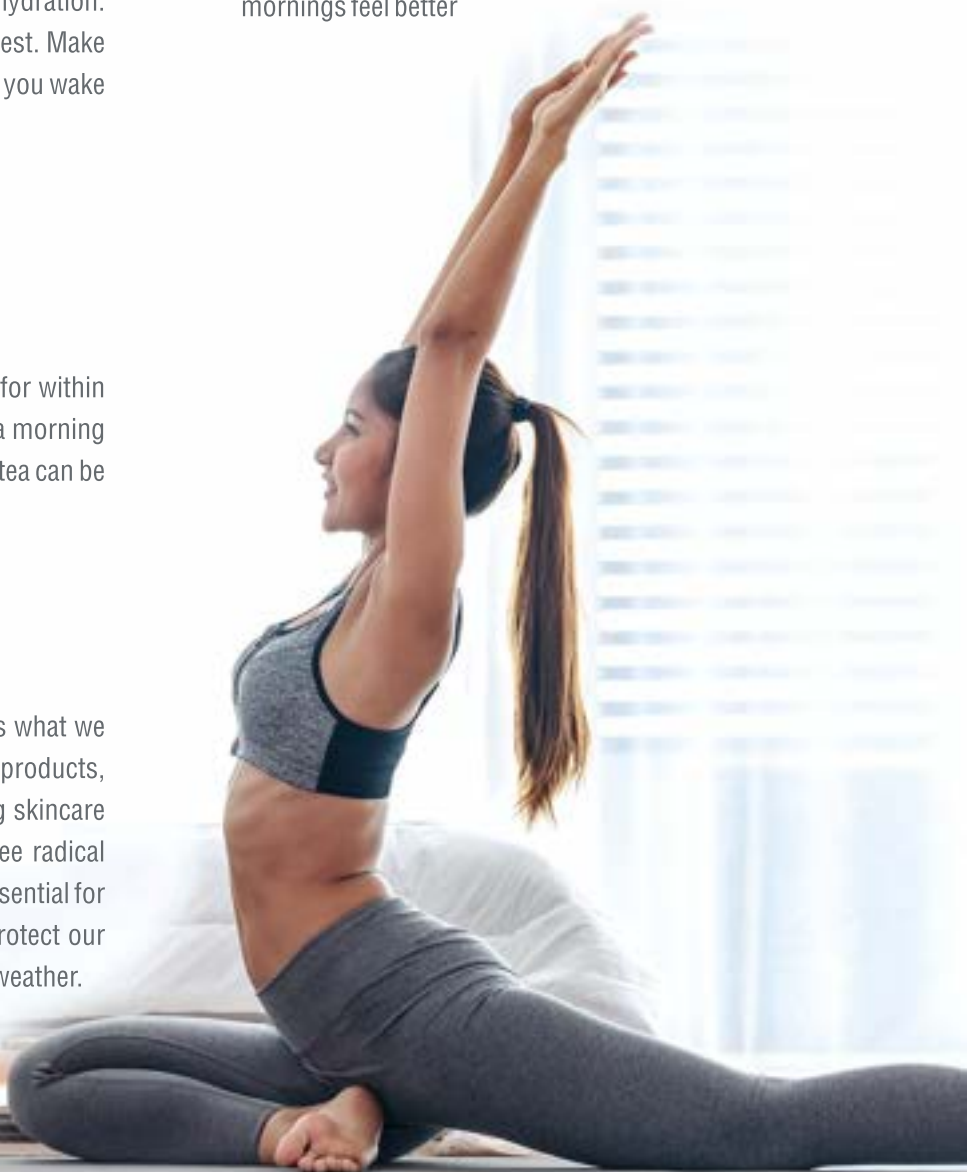 hydration.
est. Make
you wake
for within
a morning
tea can be
s what we
products,
g skincare
ee radical
sential for
rotect our
weather.
mornings feel better